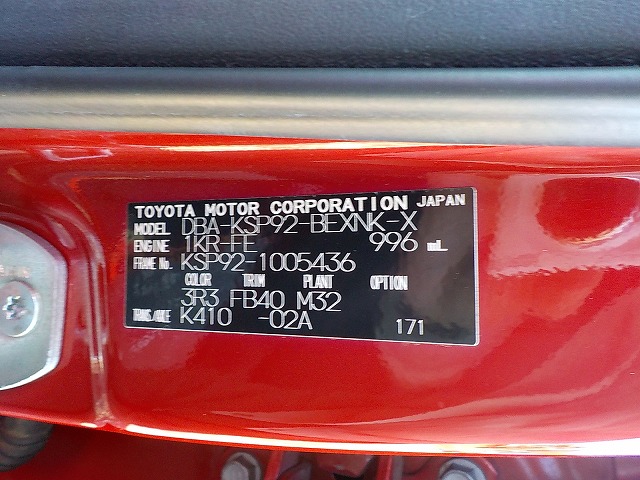 TOYOTA MOTOR CORPORATION JAPAN
MODEL DBA-KSP92-BEXNK-X
ENGINE 1KR-FE 996 mL
FRAME No. KSP92-1005436
COLOR TRIM PLANT OPTION
3R3 FB40 M32
TRANS/AXLE K410 -02A 171